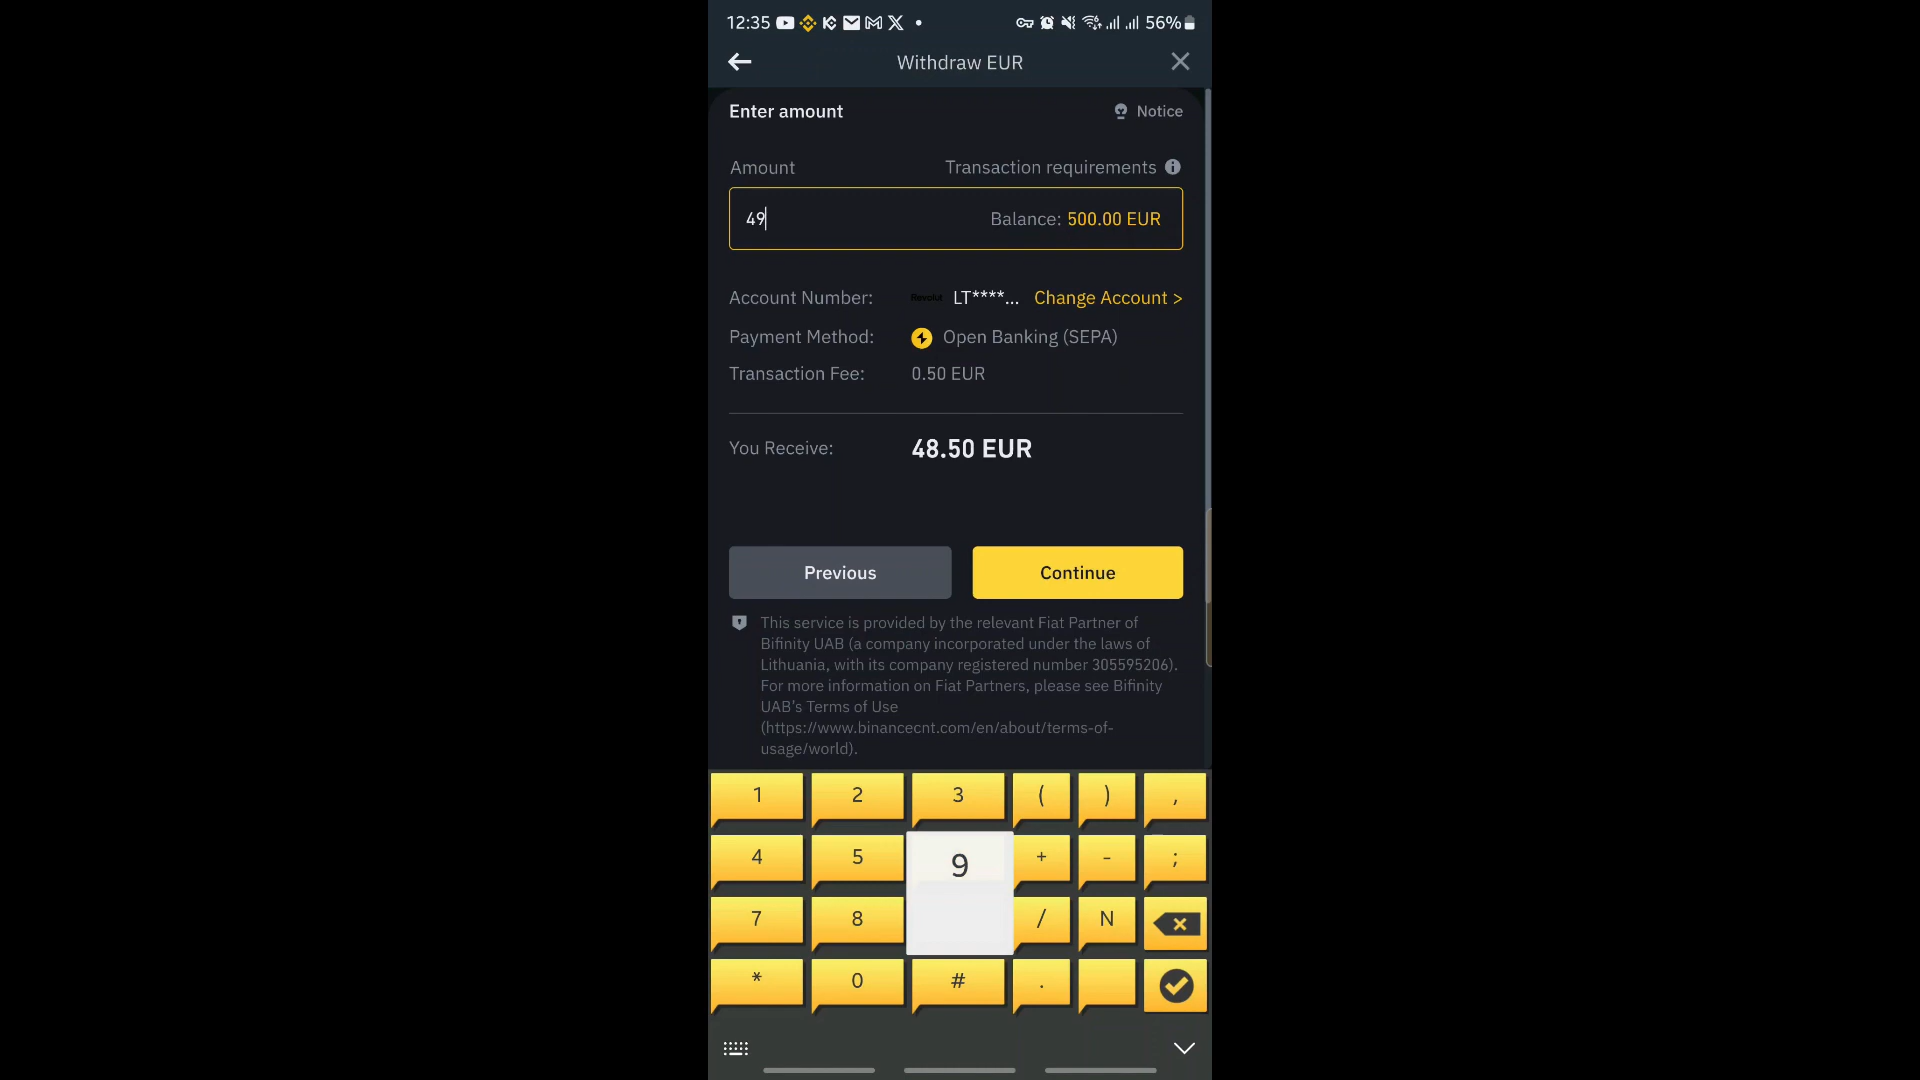 12:35 56%
Withdraw EUR
Enter amount Notice
Amount Transaction requirements
49 Balance: 500.00 EUR
Account Number: Revolut LT****... Change Account >
Payment Method: Open Banking (SEPA)
Transaction Fee: 0.50 EUR
You Receive: 48.50 EUR
Previous Continue
This service is provided by the relevant Fiat Partner of
Bifinity UAB (a company incorporated under the laws of
Lithuania, with its company registered number 305595206).
For more information on Fiat Partners, please see Bifinity
UAB's Terms of Use
(https://www.binancecnt.com/en/about/terms-of-
usage/world).
1 2 3 ( ) ,
4 5 9 + - ;
7 8 / N
* 0 # .